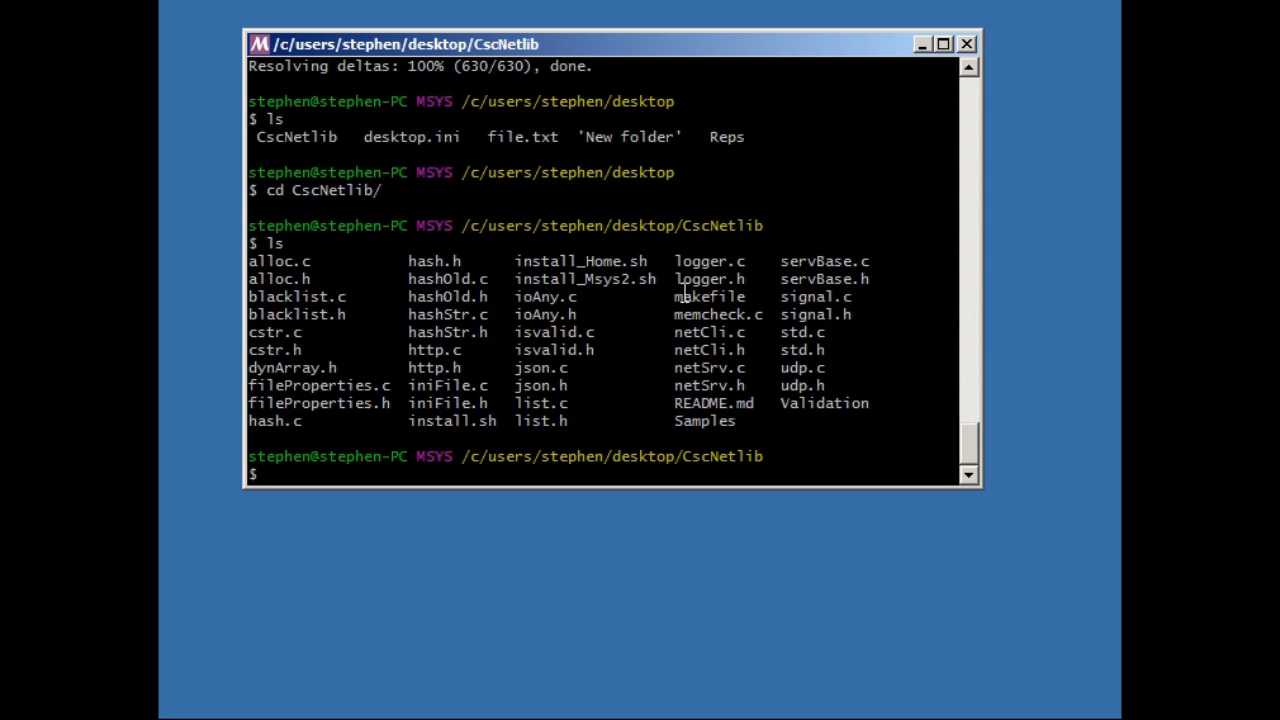 /c/users/stephen/desktop/CscNetlib
Resolving deltas: 100% (630/630), done.
stephen@stephen-PC MSYS /c/users/stephen/desktop
$ ls
CscNetlib desktop.ini file.txt 'New folder' Reps
stephen@stephen-PC MSYS /c/users/stephen/desktop
$ cd CscNetlib/
stephen@stephen-PC MSYS /c/users/stephen/desktop/CscNetlib
$ ls
alloc.c hash.h install_Home.sh logger.c servBase.c
alloc.h hashOld.c install_Msys2.sh logger.h servBase.h
blacklist.c hashOld.h ioAny.c makefile signal.c
blacklist.h hashStr.c ioAny.h memcheck.c signal.h
cstr.c hashStr.h isvalid.c netCli.c std.c
cstr.h http.c isvalid.h netCli.h std.h
dynArray.h http.h json.c netSrv.c udp.c
fileProperties.c iniFile.c json.h netSrv.h udp.h
fileProperties.h iniFile.h list.c README.md Validation
hash.c install.sh list.h Samples
stephen@stephen-PC MSYS /c/users/stephen/desktop/CscNetlib
$